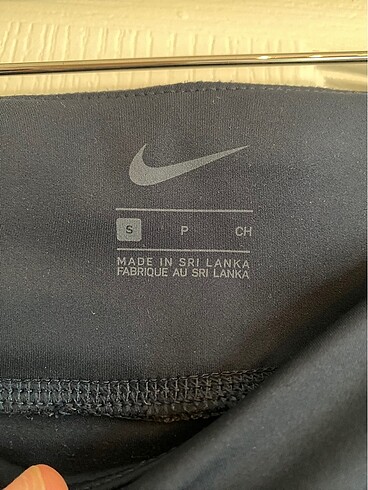 S P CH
MADE IN SRI LANKA
FABRIQUE AU SRI LANKA